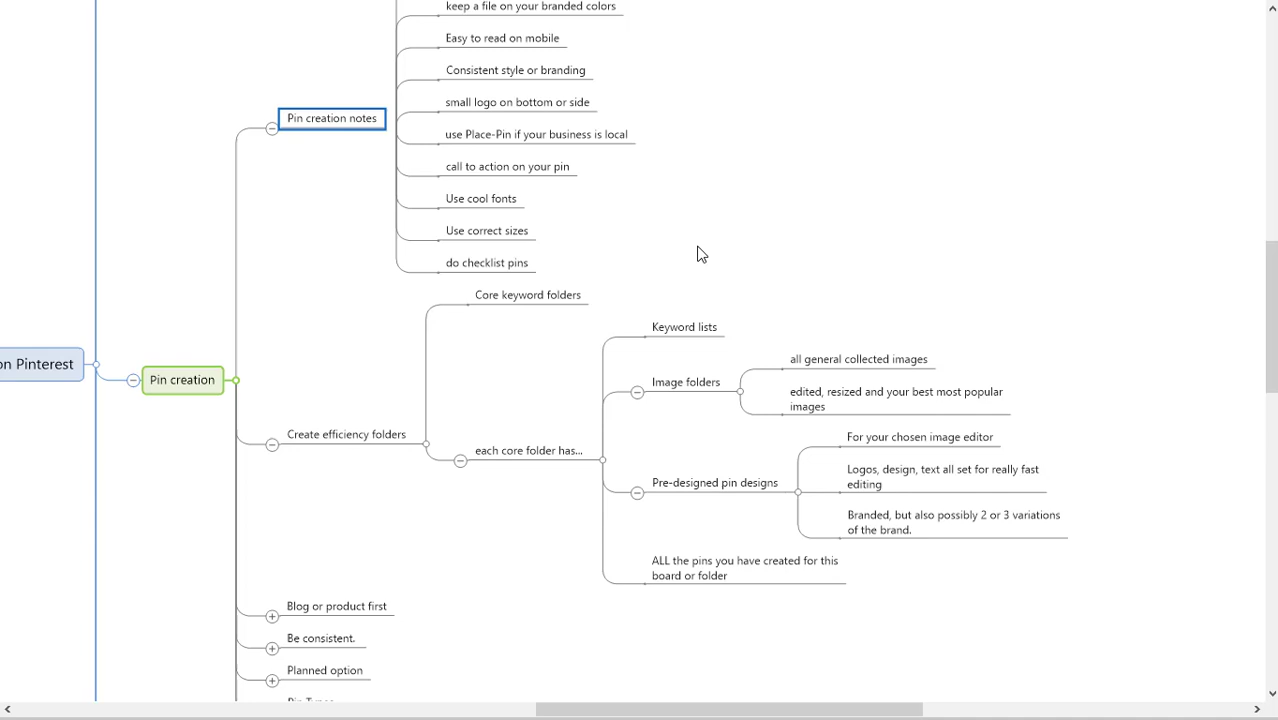 keep a file on your branded colors
Easy to read on mobile
Consistent style or branding
small logo on bottom or side
Pin creation notes
use Place-Pin if your business is local
call to action on your pin
Use cool fonts
Use correct sizes
do checklist pins
Core keyword folders
Keyword lists
all general collected images
on Pinterest
Pin creation
Image folders
edited, resized and your best most popular
images
Create efficiency folders
each core folder has...
For your chosen image editor
Pre-designed pin designs
Logos, design, text all set for really fast
editing
Branded, but also possibly 2 or 3 variations
of the brand.
ALL the pins you have created for this
board or folder
Blog or product first
Be consistent.
Planned option
Pin Types